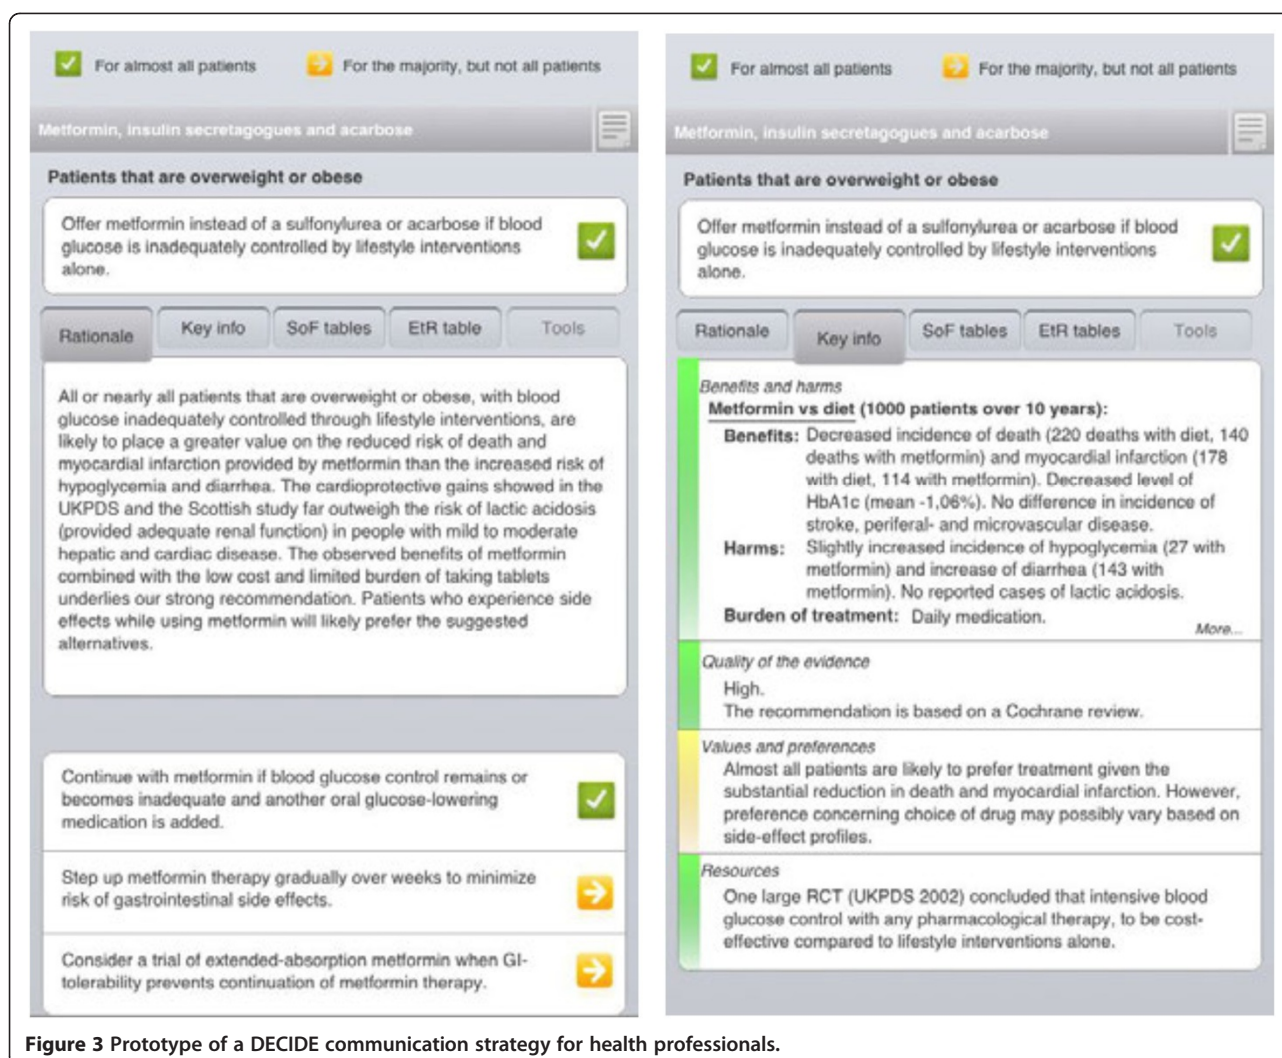 For almost all patients
For the majority, but not all patients
Metformin, insulin secretagogues and acarbose
Patients that are overweight or obese
Offer metformin instead of a sulfonylurea or acarbose if blood
glucose is inadequately controlled by lifestyle interventions
alone.
Rationale
Key info
SoF tables
EtR table
Tools
All or nearly all patients that are overweight or obese, with blood
glucose inadequately controlled through lifestyle interventions, are
likely to place a greater value on the reduced risk of death and
myocardial infarction provided by metformin than the increased risk of
hypoglycemia and diarrhea. The cardioprotective gains showed in the
UKPDS and the Scottish study far outweigh the risk of lactic acidosis
(provided adequate renal function) in people with mild to moderate
hepatic and cardiac disease. The observed benefits of metformin
combined with the low cost and limited burden of taking tablets
underlies our strong recommendation. Patients who experience side
effects while using metformin will likely prefer the suggested
alternatives.
Continue with metformin if blood glucose control remains or
becomes inadequate and another oral glucose-lowering
medication is added.
Step up metformin therapy gradually over weeks to minimize
risk of gastrointestinal side effects.
Consider a trial of extended-absorption metformin when GI-
tolerability prevents continuation of metformin therapy.
For almost all patients
For the majority, but not all patients
Metformin, insulin secretagogues and acarbose
Patients that are overweight or obese
Offer metformin instead of a sulfonylurea or acarbose if blood
glucose is inadequately controlled by lifestyle interventions
alone.
Rationale
Key info
SoF tables
EtR tables
Tools
Benefits and harms
Metformin vs diet (1000 patients over 10 years):
Benefits: Decreased incidence of death (220 deaths with diet, 140
deaths with metformin) and myocardial infarction (178
with diet, 114 with metformin). Decreased level of
HbA1c (mean -1,06%). No difference in incidence of
stroke, periferal- and microvascular disease.
Harms: Slightly increased incidence of hypoglycemia (27 with
metformin) and increase of diarrhea (143 with
metformin). No reported cases of lactic acidosis.
Burden of treatment: Daily medication.
More...
Quality of the evidence
High.
The recommendation is based on a Cochrane review.
Values and preferences
Almost all patients are likely to prefer treatment given the
substantial reduction in death and myocardial infarction. However,
preference concerning choice of drug may possibly vary based on
side-effect profiles.
Resources
One large RCT (UKPDS 2002) concluded that intensive blood
glucose control with any pharmacological therapy, to be cost-
effective compared to lifestyle interventions alone.
Figure 3 Prototype of a DECIDE communication strategy for health professionals.